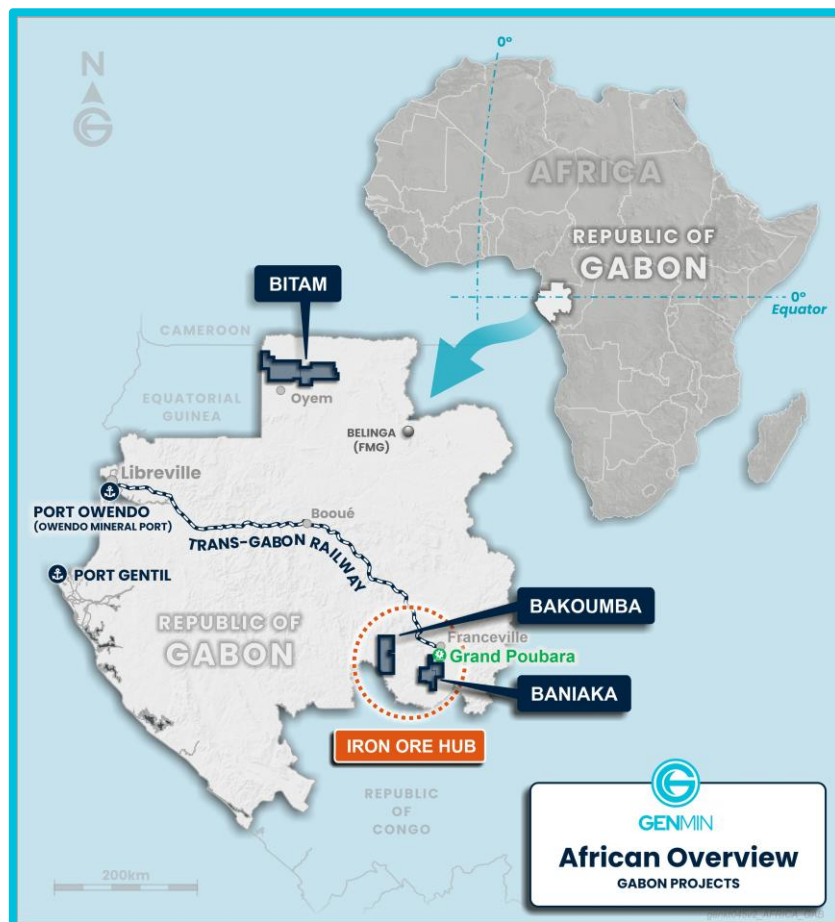 N
0°
AFRICA
REPUBLIC OF
GABON
0°
Equator
BITAM
CAMEROON
EQUATORIAL
GUINEA
Oyem
BELINGA
(FMG)
Libreville
PORT OWENDO
(OWENDO MINERAL PORT)
Booué
TRANS-GABON RAILWAY
PORT GENTIL
REPUBLIC OF
GABON
BAKOUMBA
Franceville
Grand Poubara
BANIAKA
IRON ORE HUB
REPUBLIC
OF
CONGO
200km
GENMIN
African Overview
GABON PROJECTS